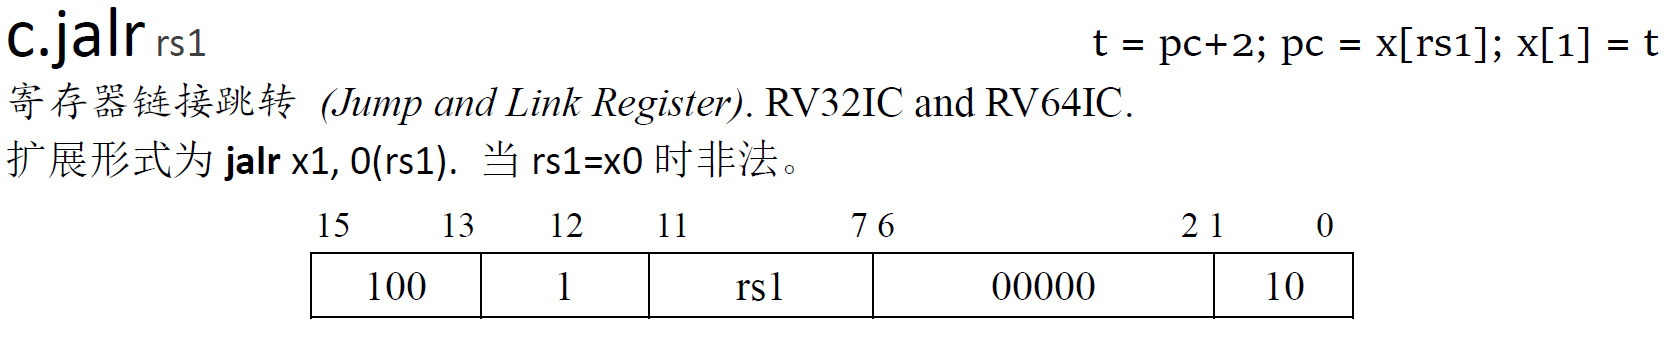 c.jalr rs1 t = pc+2; pc = x[rs1]; x[1] = t
寄存器链接跳转 (Jump and Link Register). RV32IC and RV64IC.
扩展形式为 jalr x1, 0(rs1). 当 rs1=x0 时非法。
15 13 12 11 7 6 2 1 0
100 1 rs1 00000 10